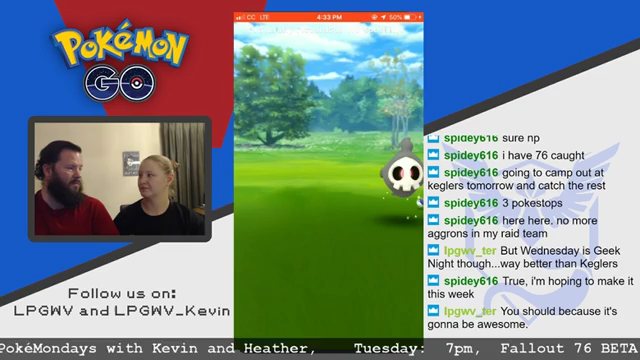 POKéMON
GO
CC LTE 4:33 PM 50%
spidey616 sure np
spidey616 i have 76 caught
spidey616 going to camp out at
keglers tomorrow and catch the
rest
spidey616 3 pokestops
spidey616 here here. no more
aggrons in my raid team
lpgwv_ter But Wednesday is Geek
Night though...way better than Keglers
spidey616 True, i'm hoping to make it
this week
lpgwv_ter You should because it's
gonna be awesome.
Follow us on:
LPGWV and LPGWV_Kevin
PokéMondays with Kevin and Heather, Tuesday: 7pm, Fallout 76 BETA